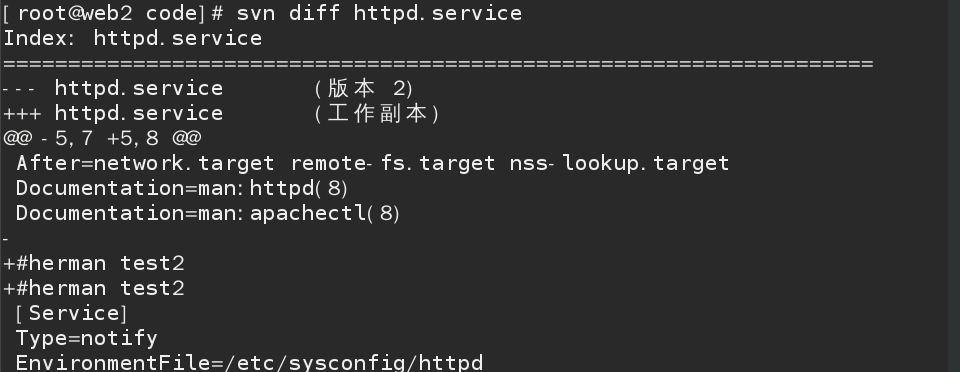 [root@web2 code]# svn diff httpd.service
Index: httpd.service
===================================================================
--- httpd.service	(版本 2)
+++ httpd.service	(工作副本)
@@ -5,7 +5,8 @@
 After=network.target remote-fs.target nss-lookup.target
 Documentation=man:httpd(8)
 Documentation=man:apachectl(8)
-
+#herman test2
+#herman test2
 [Service]
 Type=notify
 EnvironmentFile=/etc/sysconfig/httpd